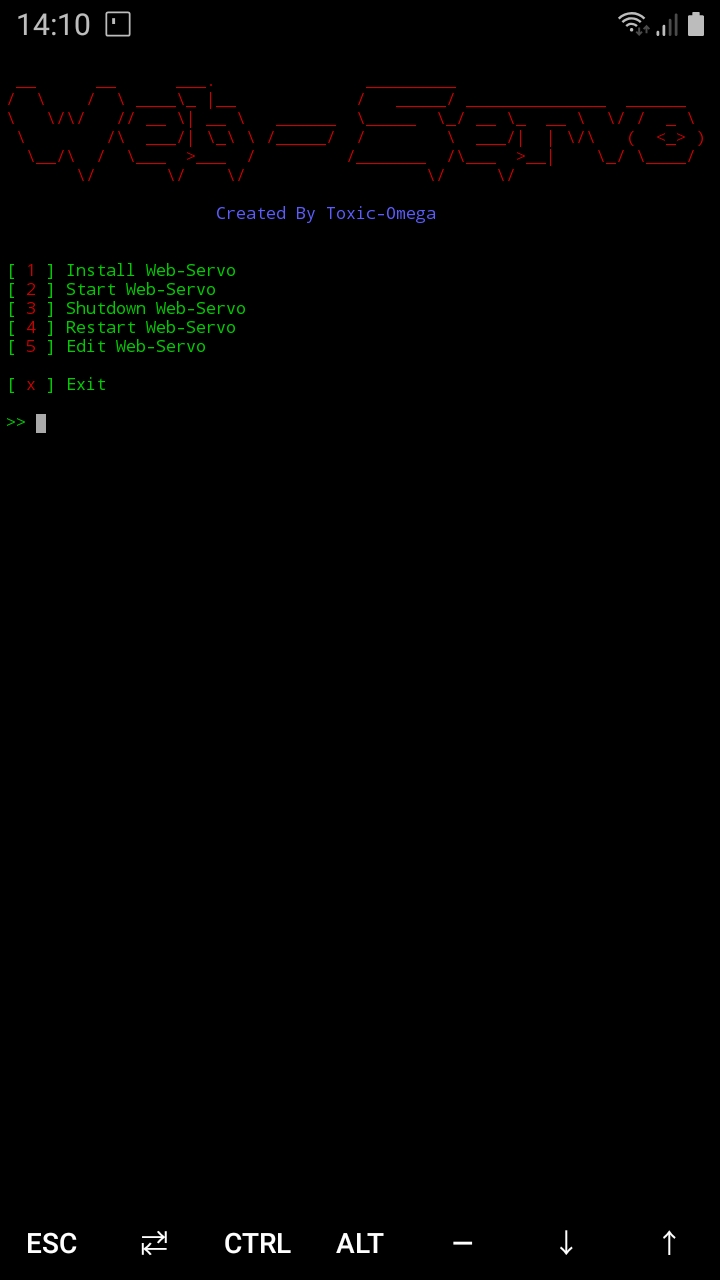 14:10
Web-Servo
Created By Toxic-Omega
[ 1 ] Install Web-Servo
[ 2 ] Start Web-Servo
[ 3 ] Shutdown Web-Servo
[ 4 ] Restart Web-Servo
[ 5 ] Edit Web-Servo
[ x ] Exit
>>
ESC ⇄ CTRL ALT — ↓ ↑